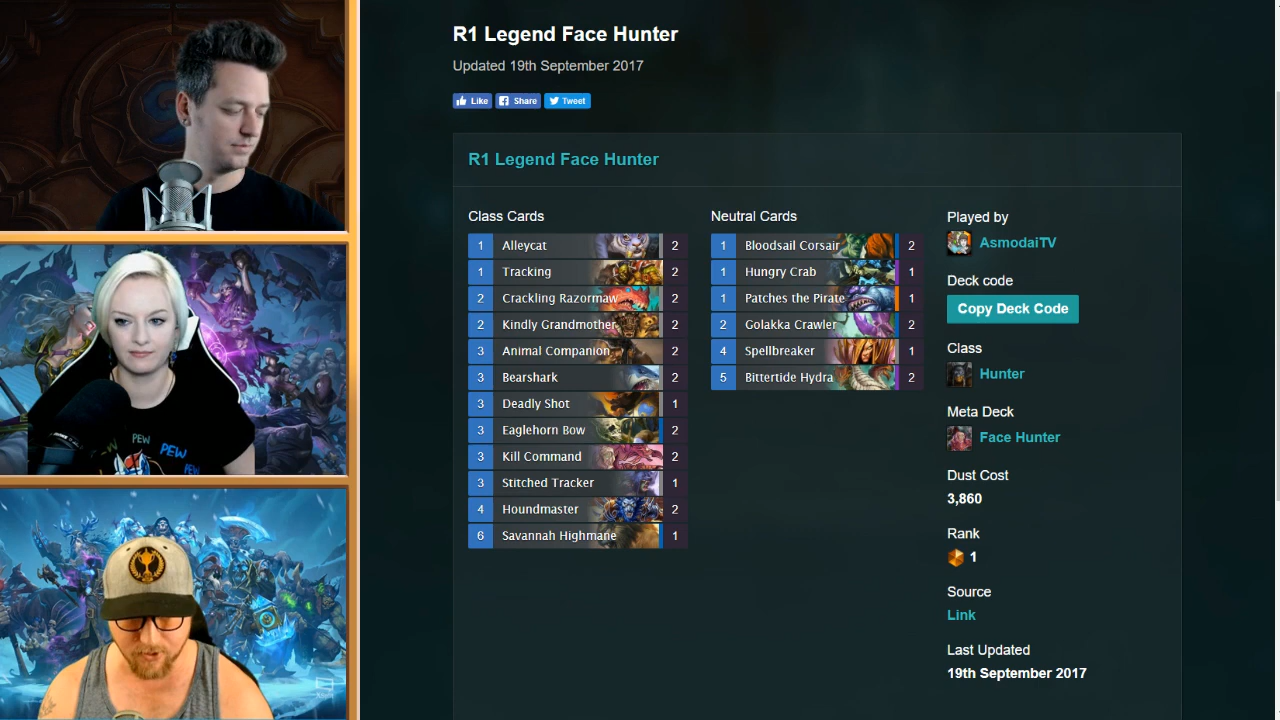 R1 Legend Face Hunter
Updated 19th September 2017
Like Share Tweet
R1 Legend Face Hunter
Class Cards
1 Alleycat 2
1 Tracking 2
2 Crackling Razormaw 2
2 Kindly Grandmother 2
3 Animal Companion 2
3 Bearshark 2
3 Deadly Shot 1
3 Eaglehorn Bow 2
3 Kill Command 2
3 Stitched Tracker 1
4 Houndmaster 2
6 Savannah Highmane 1
Neutral Cards
1 Bloodsail Corsair 2
1 Hungry Crab 1
1 Patches the Pirate 1
2 Golakka Crawler 2
4 Spellbreaker 1
5 Bittertide Hydra 2
Played by
AsmodaiTV
Deck code
Copy Deck Code
Class
Hunter
Meta Deck
Face Hunter
Dust Cost
3,860
Rank
1
Source
Link
Last Updated
19th September 2017
PEW
PEW
PEW